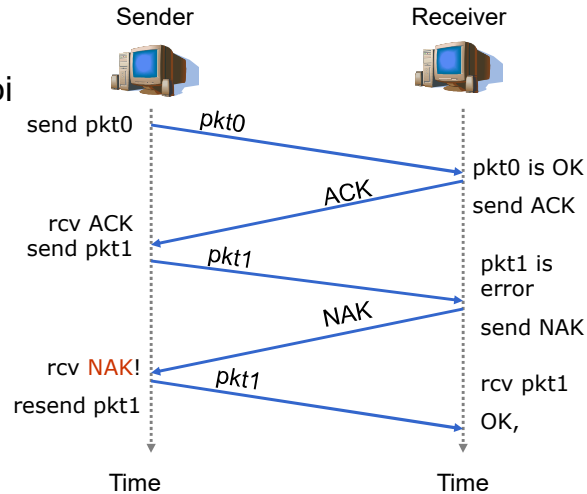 Sender Receiver
oi
send pkt0 pkt0
pkt0 is OK
ACK
send ACK
rcv ACK
send pkt1
pkt1
pkt1 is
error
NAK
send NAK
rcv NAK!
pkt1
rcv pkt1
resend pkt1
OK,
Time Time